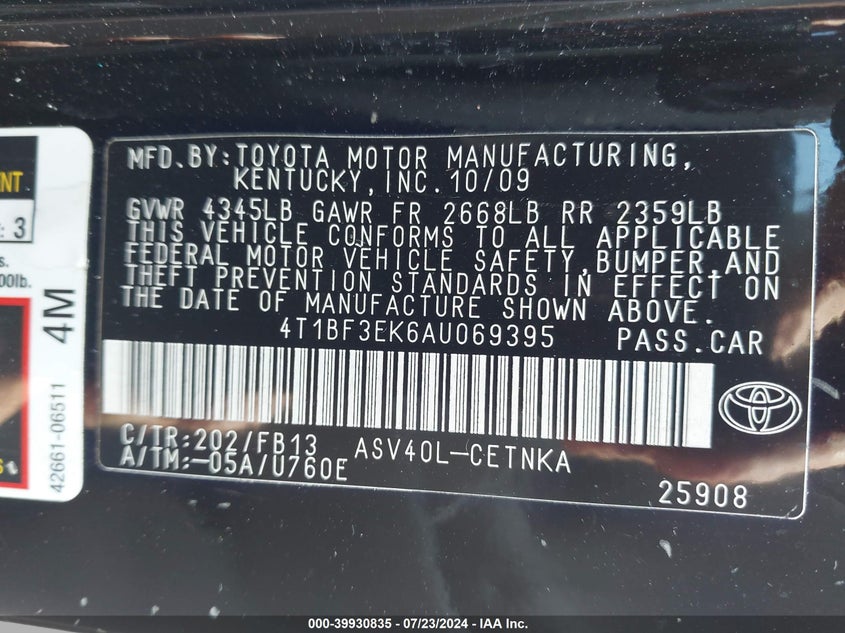 MFD.BY:TOYOTA MOTOR MANUFACTURING,
KENTUCKY,INC.10/09
GVWR 4345LB GAWR FR 2668LB RR 2359LB
THIS VEHICLE CONFORMS TO ALL APPLICABLE
FEDERAL MOTOR VEHICLE SAFETY,BUMPER,AND
THEFT PREVENTION STANDARDS IN EFFECT ON
THE DATE OF MANUFACTURE SHOWN ABOVE.
4T1BF3EK6AU069395 PASS.CAR
C/TR:202/FB13 ASV40L-CETNKA
A/TM:-05A/U760E
25908
: 3
s.
00lb.
4M
42661-06511
000-39930835 - 07/23/2024 - IAA Inc.